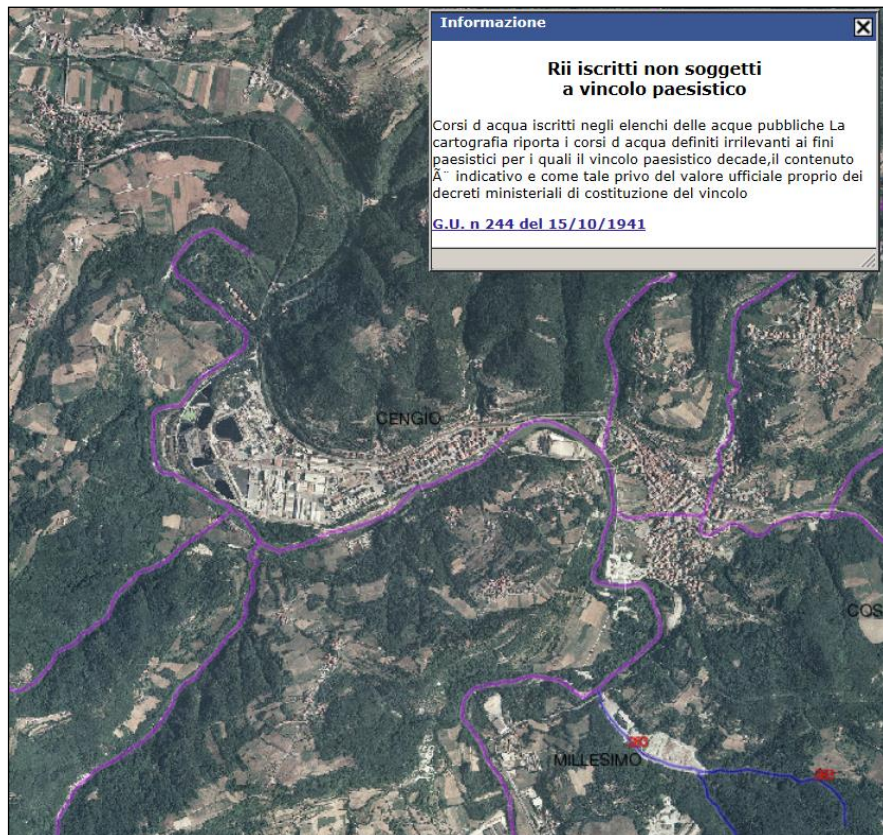 Informazione
Rii iscritti non soggetti
a vincolo paesistico
Corsi d acqua iscritti negli elenchi delle acque pubbliche La
cartografia riporta i corsi d acqua definiti irrilevanti ai fini
paesistici per i quali il vincolo paesistico decade,il contenuto
Ã¨ indicativo e come tale privo del valore ufficiale proprio dei
decreti ministeriali di costituzione del vincolo
G.U. n 244 del 15/10/1941
CENGIO
COS
MILLESIMO